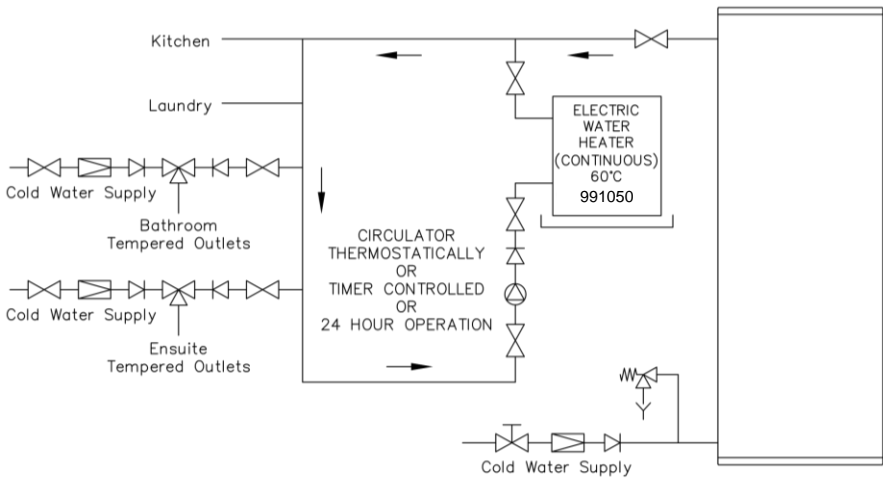 Kitchen
Laundry
Cold Water Supply
Bathroom
Tempered Outlets
Cold Water Supply
Ensuite
Tempered Outlets
CIRCULATOR
THERMOSTATICALLY
OR
TIMER CONTROLLED
OR
24 HOUR OPERATION
ELECTRIC
WATER
HEATER
(CONTINUOUS)
60°C
991050
Cold Water Supply